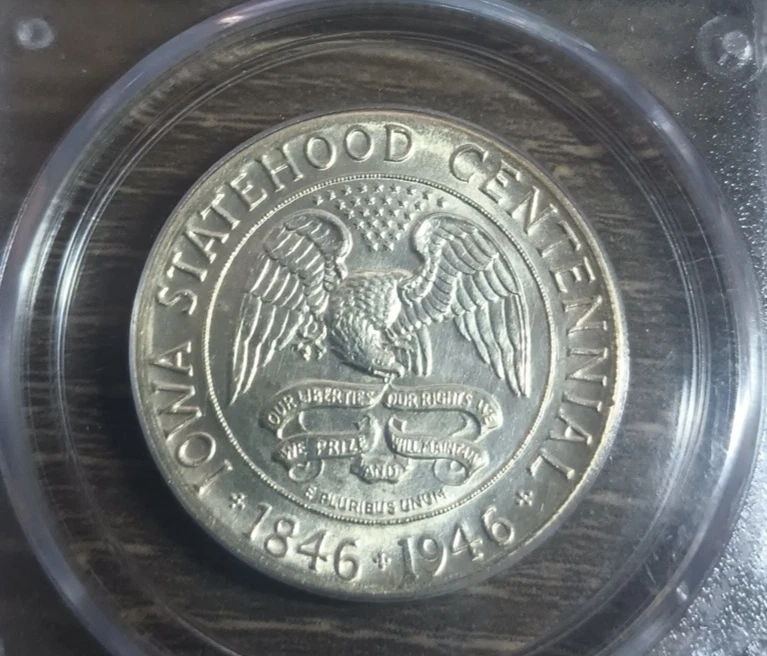 IOWA STATEHOOD CENTENNIAL
OUR LIBERTIES OUR RIGHTS WE
WE PRIZE WILL MAINTAIN
AND
E PLURIBUS UNUM
1846 1946